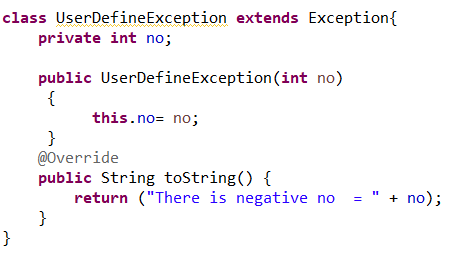 class UserDefineException extends Exception{
    private int no;

    public UserDefineException(int no)
     {
          this.no= no;
     }
    @Override
    public String toString() {
        return ("There is negative no  = " + no);
    }
}